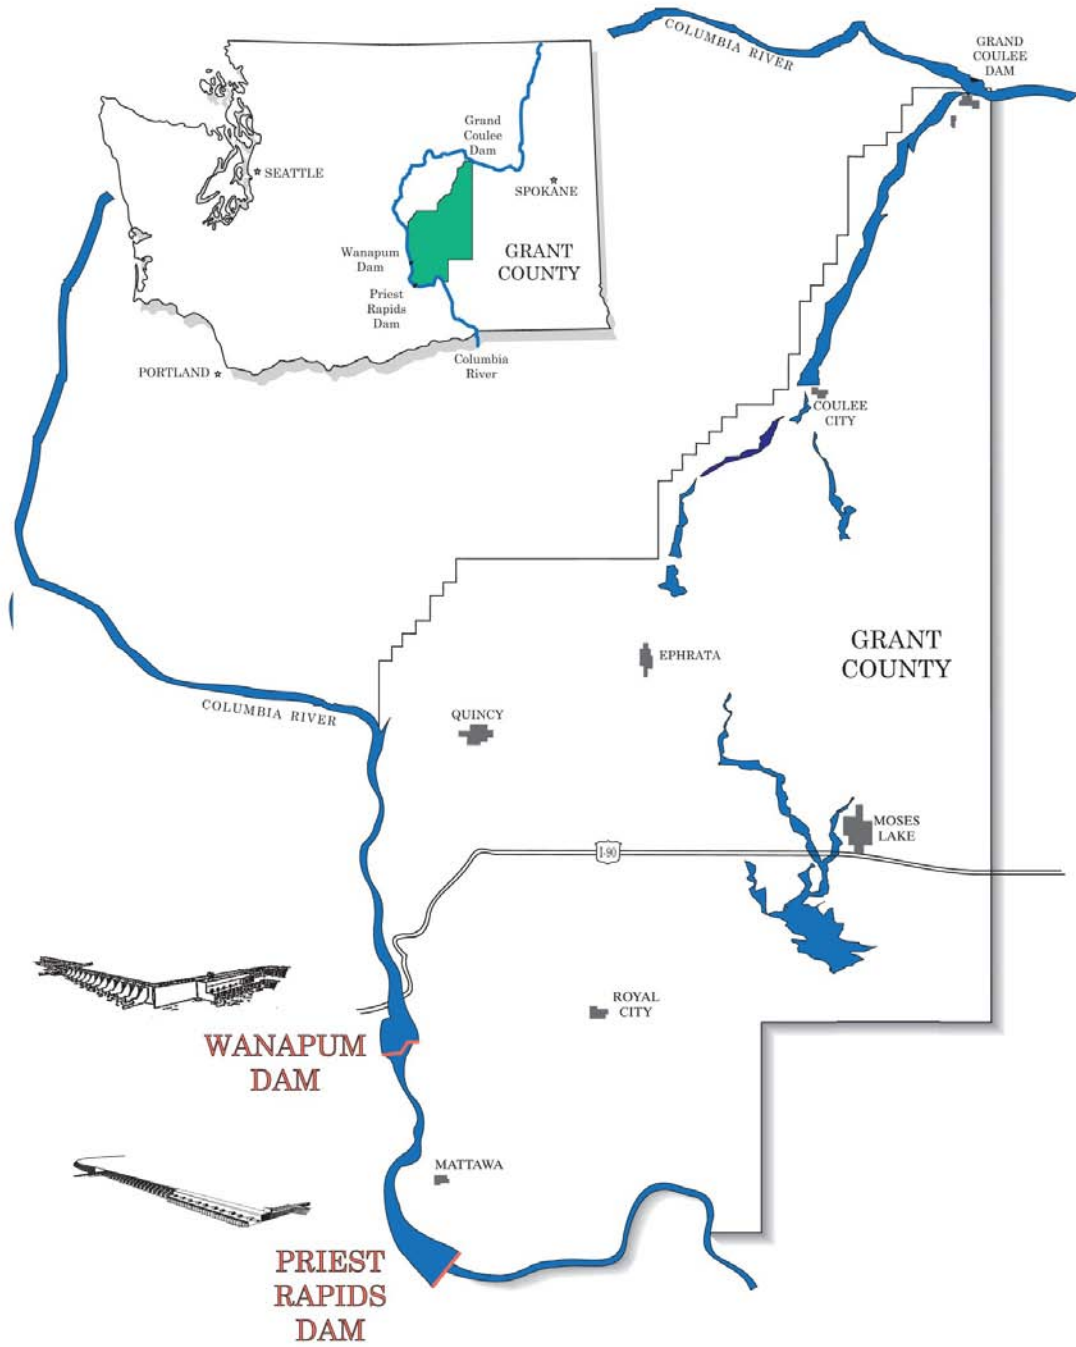 COLUMBIA RIVER
GRAND
COULEE
DAM
Grand
Coulee
Dam
SEATTLE
SPOKANE
GRANT
COUNTY
Wanapum
Dam
Priest
Rapids
Dam
Columbia
River
PORTLAND
COULEE
CITY
GRANT
COUNTY
EPHRATA
COLUMBIA RIVER
QUINCY
MOSES
LAKE
I-90
ROYAL
CITY
WANAPUM
DAM
MATTAWA
PRIEST
RAPIDS
DAM